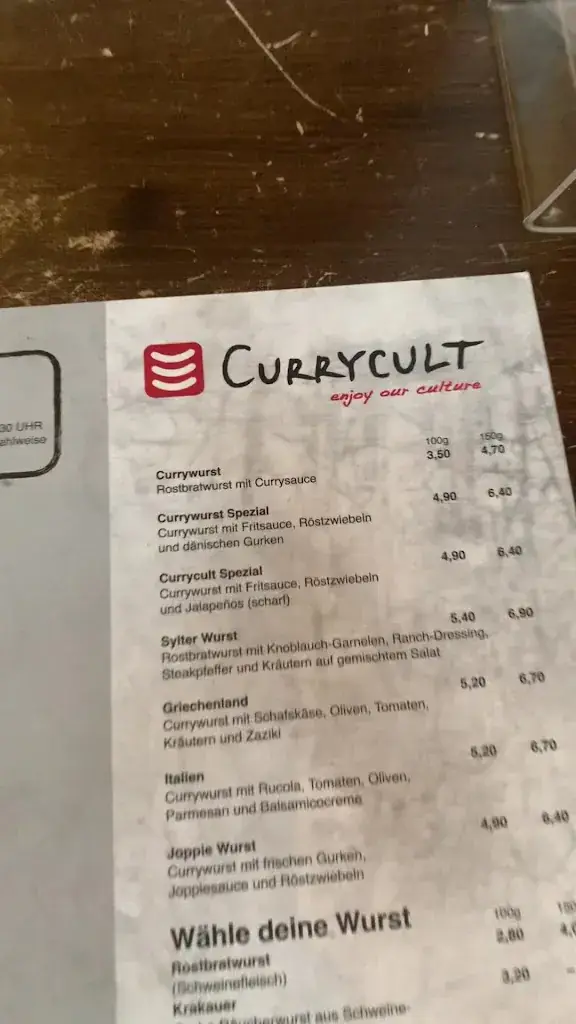 30 UHR
CURRYCULT
enjoy our culture
100g 150g
Currywurst 3,50 4,70
Rostbratwurst mit Currysauce
Currywurst Spezial 4,90 6,40
Currywurst mit Fritsauce, Röstzwiebeln
und dänischen Gurken
Currycult Spezial 4,90 6,40
Currywurst mit Fritsauce, Röstzwiebeln
und Jalapeños (scharf)
Sylter Wurst 5,40 6,90
Rostbratwurst mit Knoblauch-Garnelen, Ranch-Dressing,
Steakpfeffer und Kräutern auf gemischtem Salat
Griechenland 5,20 6,70
Currywurst mit Schafskäse, Oliven, Tomaten,
Kräutern und Zaziki
Italien 5,20 6,70
Currywurst mit Rucola, Tomaten, Oliven,
Parmesan und Balsamicocreme
Joppie Wurst 4,90 6,40
Currywurst mit frischen Gurken,
Joppiesauce und Röstzwiebeln
Wähle deine Wurst 100g
Rostbratwurst 2,80
(Schweinefleisch)
Krakauer 3,20